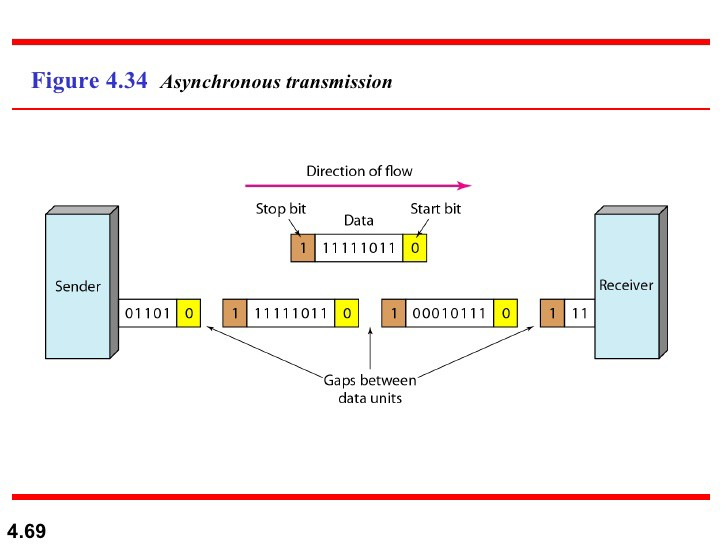 Figure 4.34 Asynchronous transmission
Direction of flow
Stop bit
Data
Start bit
1 11111011 0
Sender
Receiver
01101 0 1 11111011 0 1 00010111 0 1 11
Gaps between
data units
4.69